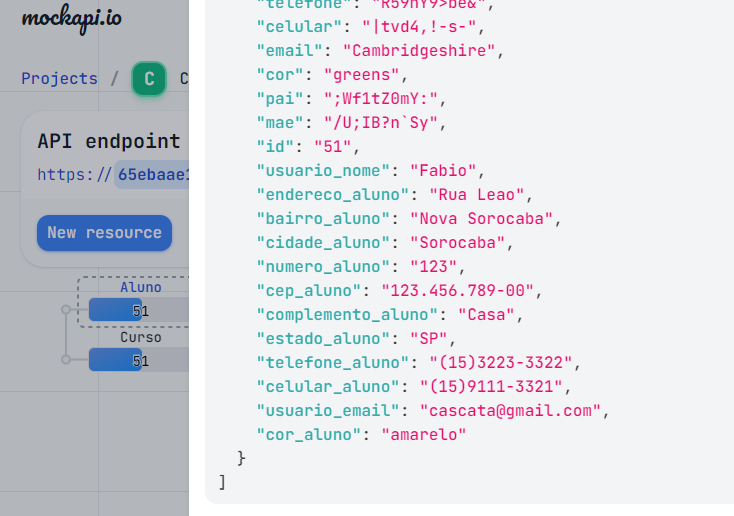 mockapi.io
Projects / C C
API endpoint
https://65ebaae1
New resource
Aluno
51
Curso
51
"telefone": "R59hY9>be&",
"celular": "|tvd4,!-s-",
"email": "Cambridgeshire",
"cor": "greens",
"pai": ";Wf1tZ0mY:",
"mae": "/U;IB?n`Sy",
"id": "51",
"usuario_nome": "Fabio",
"endereco_aluno": "Rua Leao",
"bairro_aluno": "Nova Sorocaba",
"cidade_aluno": "Sorocaba",
"numero_aluno": "123",
"cep_aluno": "123.456.789-00",
"complemento_aluno": "Casa",
"estado_aluno": "SP",
"telefone_aluno": "(15)3223-3322",
"celular_aluno": "(15)9111-3321",
"usuario_email": "cascata@gmail.com",
"cor_aluno": "amarelo"
}
]